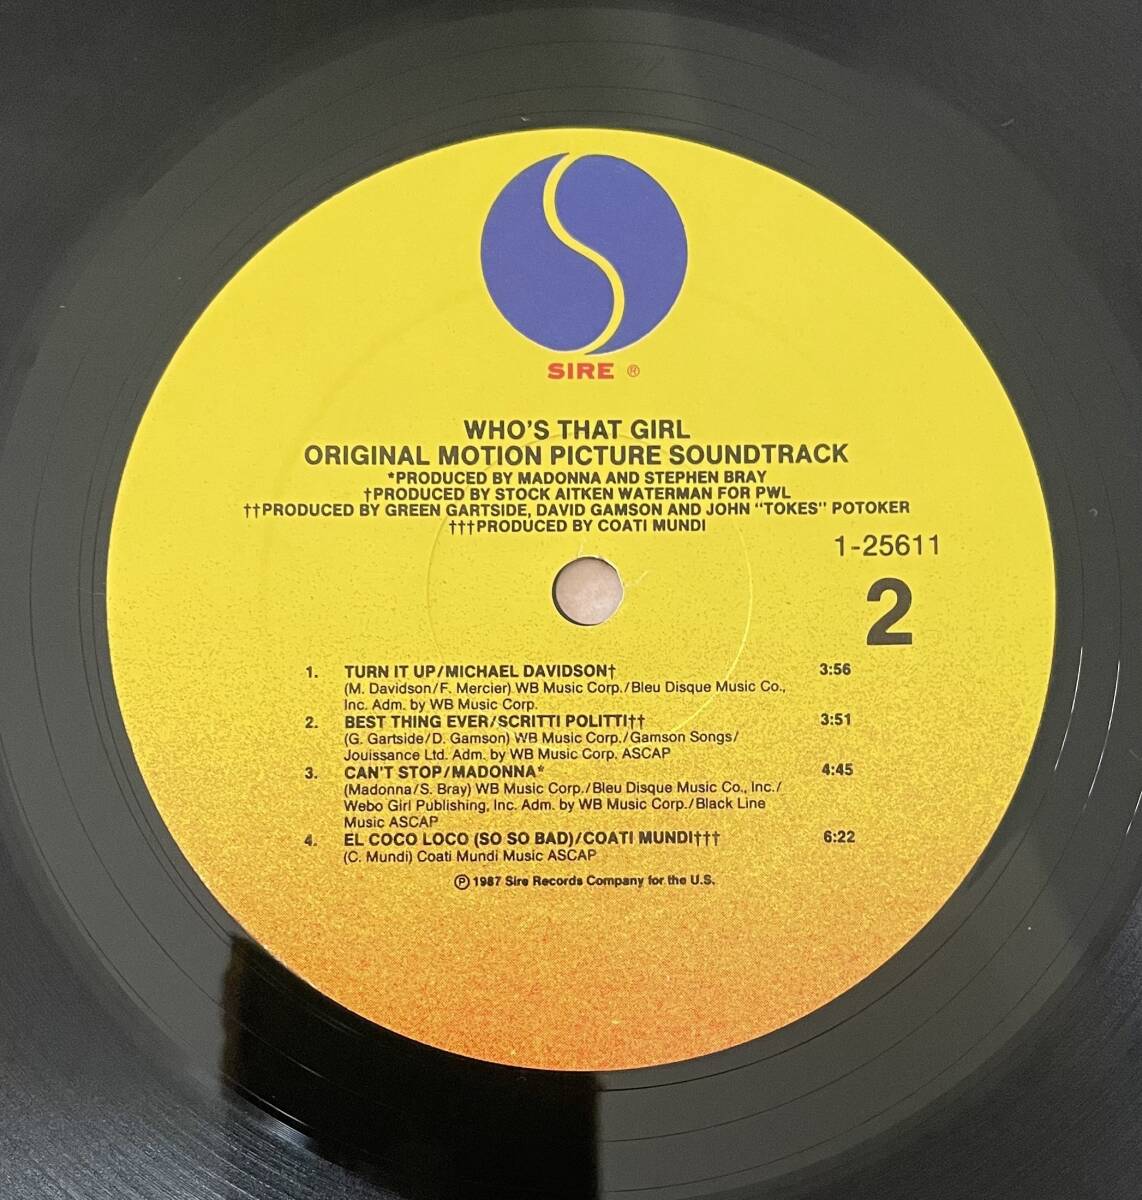 SIRE ®
WHO'S THAT GIRL
ORIGINAL MOTION PICTURE SOUNDTRACK
*PRODUCED BY MADONNA AND STEPHEN BRAY
†PRODUCED BY STOCK AITKEN WATERMAN FOR PWL
††PRODUCED BY GREEN GARTSIDE, DAVID GAMSON AND JOHN "TOKES" POTOKER
†††PRODUCED BY COATI MUNDI
1-25611
2
1. TURN IT UP/MICHAEL DAVIDSON† 3:56
(M. Davidson/F. Mercier) WB Music Corp./Bleu Disque Music Co.,
Inc. Adm. by WB Music Corp.
2. BEST THING EVER/SCRITTI POLITTI†† 3:51
(G. Gartside/D. Gamson) WB Music Corp./Gamson Songs/
Jouissance Ltd. Adm. by WB Music Corp. ASCAP
3. CAN'T STOP/MADONNA* 4:45
(Madonna/S. Bray) WB Music Corp./Bleu Disque Music Co., Inc./
Webo Girl Publishing, Inc. Adm. by WB Music Corp./Black Line
Music ASCAP
4. EL COCO LOCO (SO SO BAD)/COATI MUNDI††† 6:22
(C. Mundi) Coati Mundi Music ASCAP
℗ 1987 Sire Records Company for the U.S.